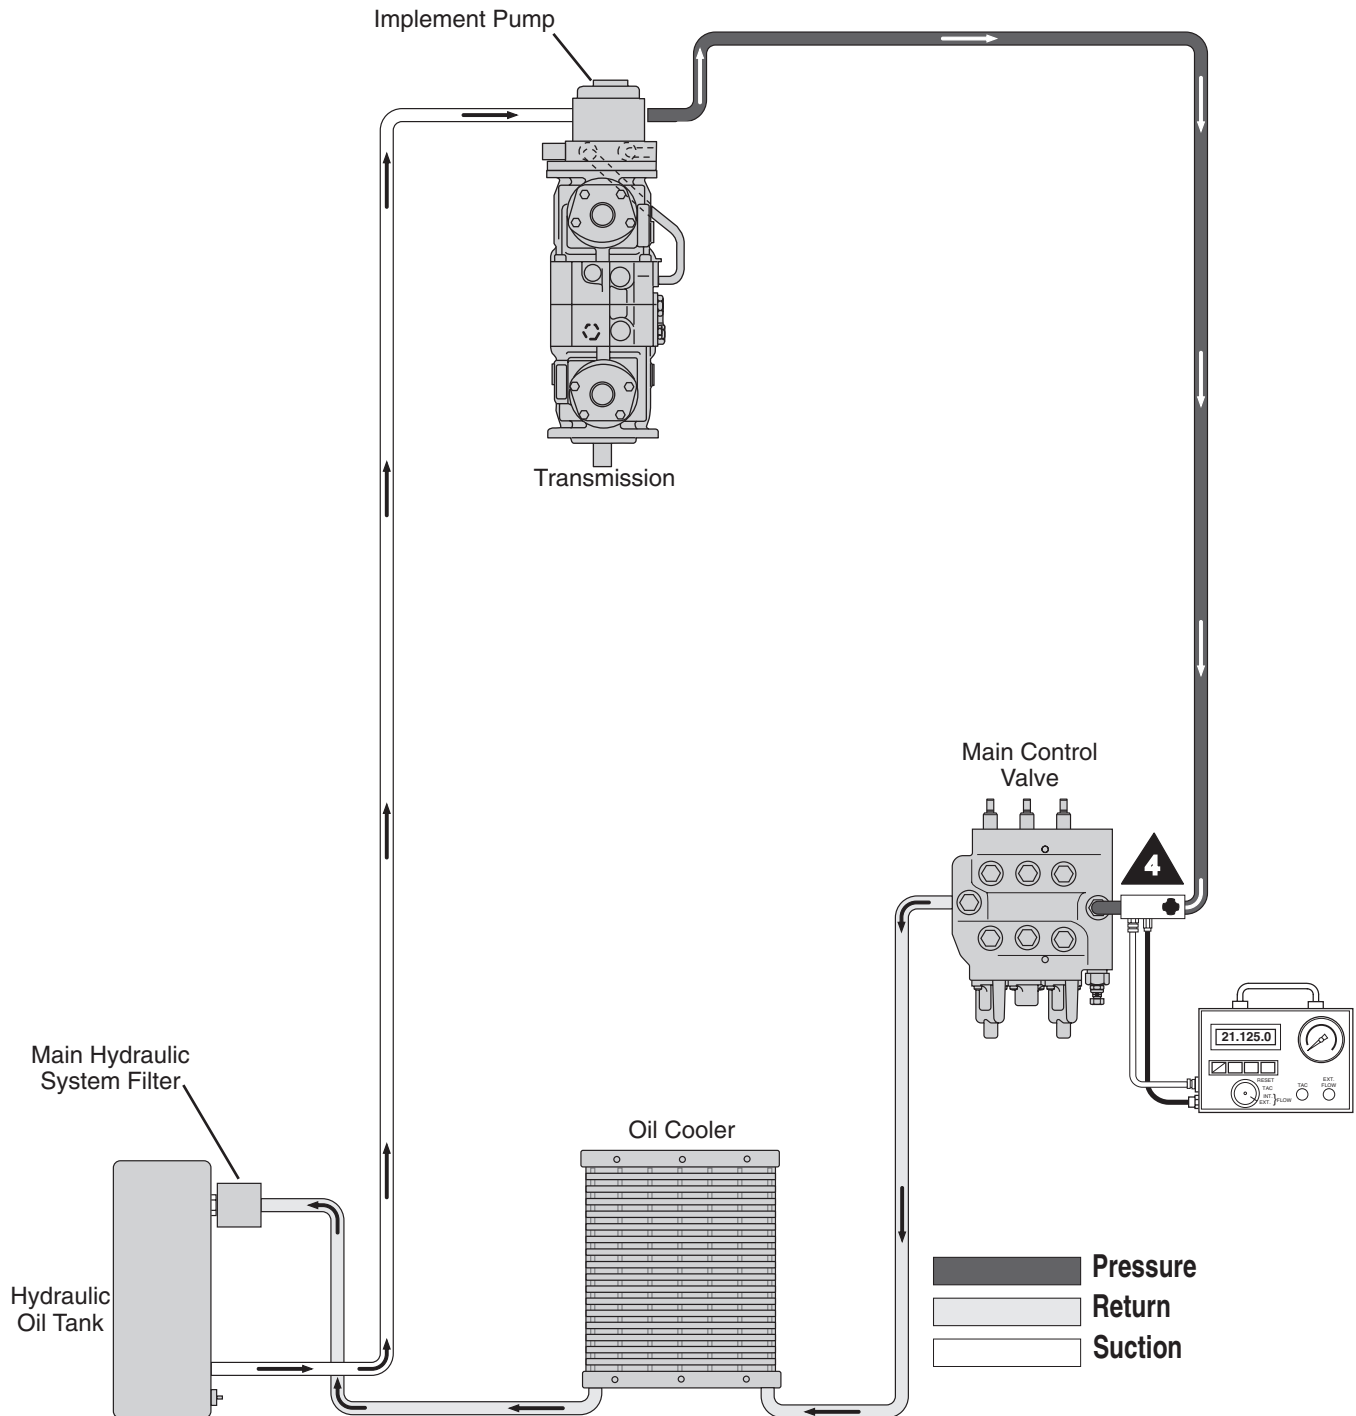 Implement Pump
Transmission
Main Control
Valve
4
21.125.0
RESET
TAC
INT.
EXT.
FLOW
TAC
EXT.
FLOW
Main Hydraulic
System Filter
Oil Cooler
Hydraulic
Oil Tank
Pressure
Return
Suction